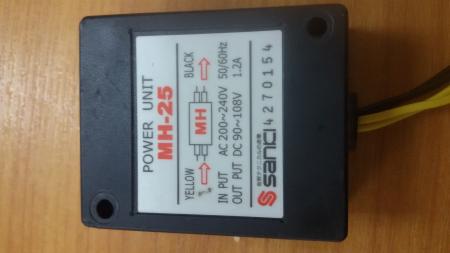 POWER UNIT
MH-25
YELLOW
BLACK
MH
IN PUT AC 200~240V 50/60Hz
OUT PUT DC 90~108V 1.2A
sanki 4270154